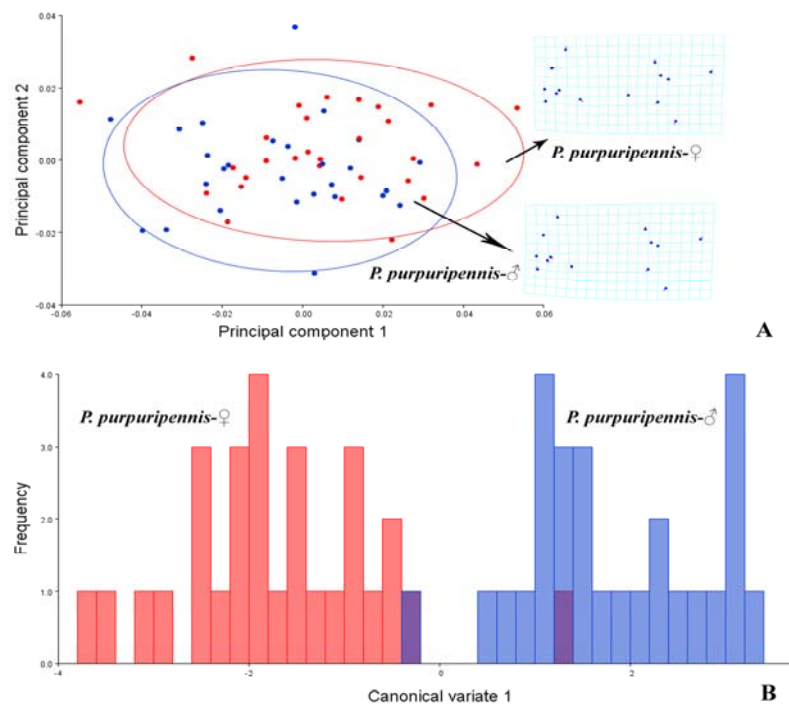 0.04
0.02
0.00
-0.02
-0.04
Principal component 2
-0.06
-0.04
-0.02
0.00
0.02
0.04
0.06
Principal component 1
P. purpuripennis-♀
P. purpuripennis-♂
A
4.0
3.0
2.0
1.0
0.0
Frequency
P. purpuripennis-♀
P. purpuripennis-♂
-4
-2
0
2
Canonical variate 1
B